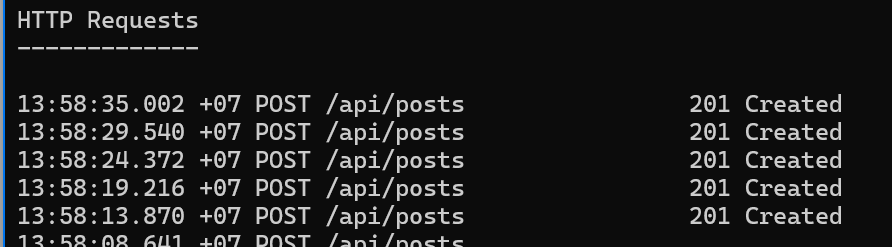 HTTP Requests
-------------
13:58:35.002 +07 POST /api/posts 201 Created
13:58:29.540 +07 POST /api/posts 201 Created
13:58:24.372 +07 POST /api/posts 201 Created
13:58:19.216 +07 POST /api/posts 201 Created
13:58:13.870 +07 POST /api/posts 201 Created
13:58:08.641 +07 POST /api/posts